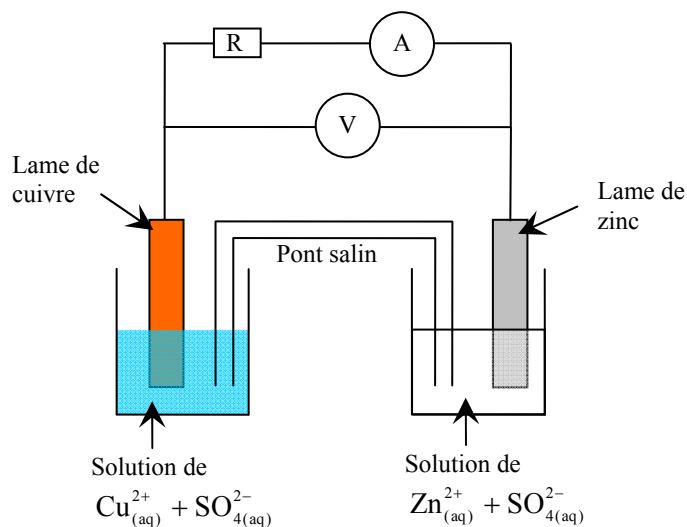 R
A
V
Lame de
cuivre
Lame de
zinc
Pont salin
Solution de
Cu²⁺(aq) + SO₄²⁻(aq)
Solution de
Zn²⁺(aq) + SO₄²⁻(aq)